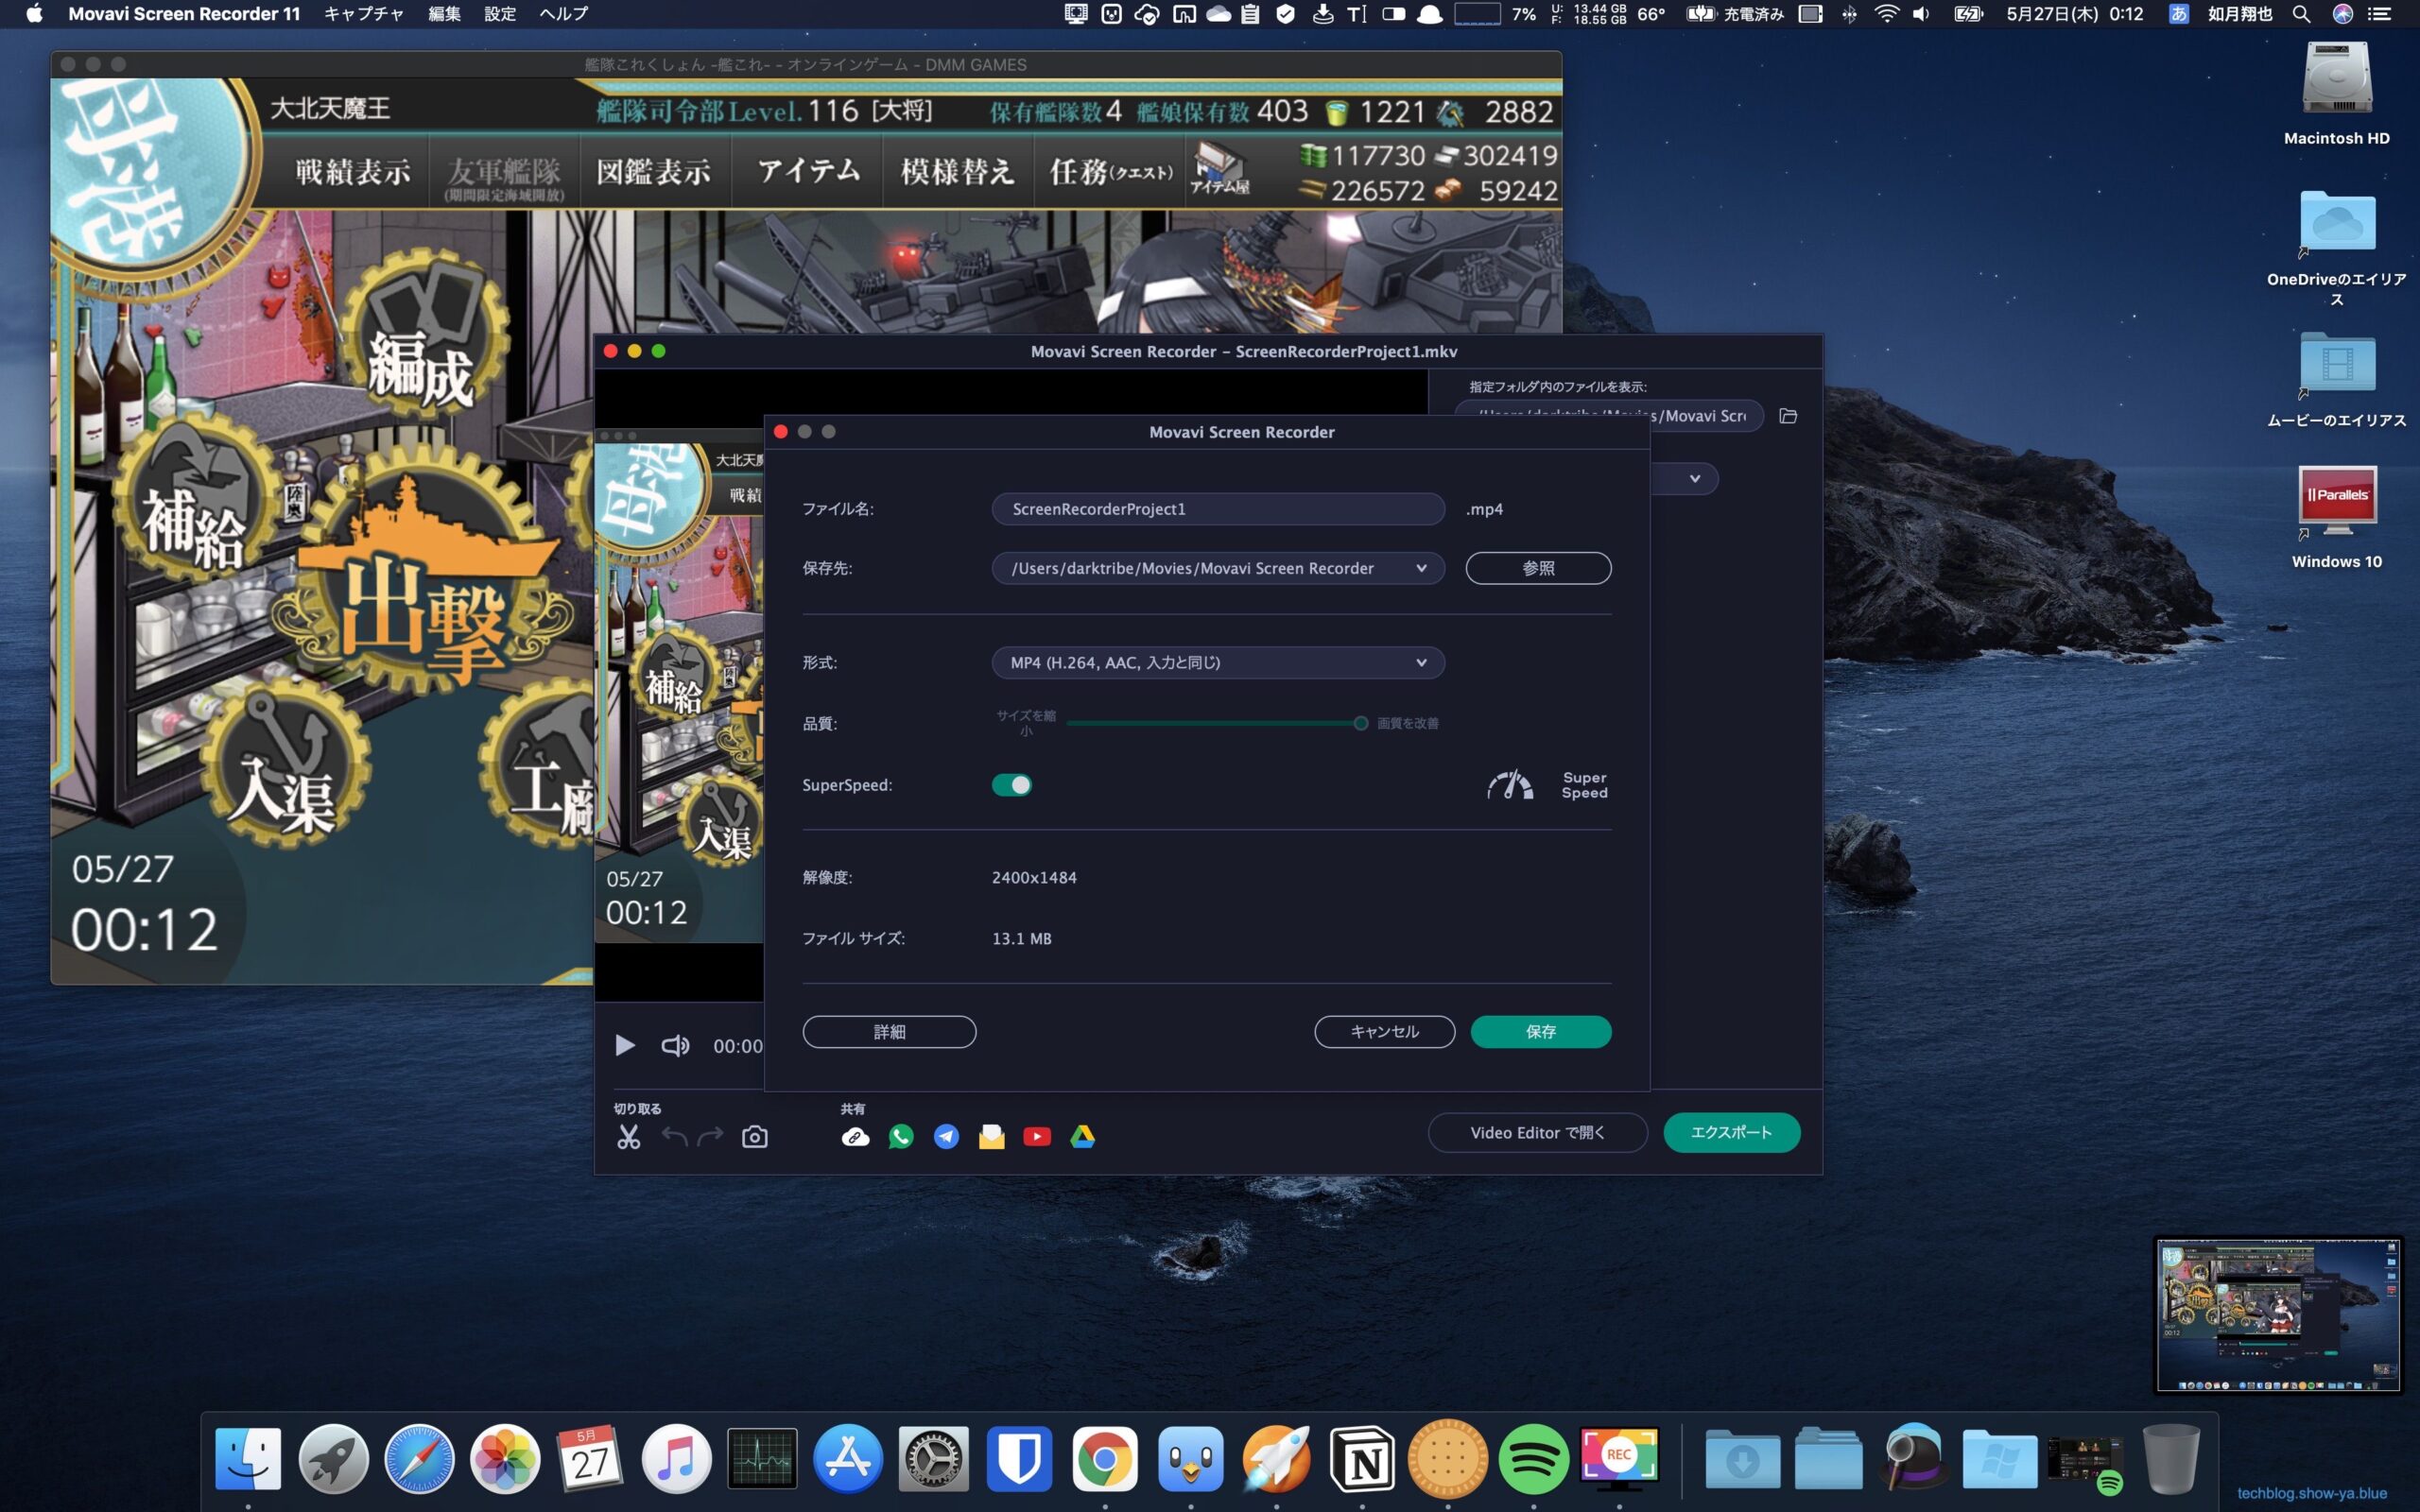 Movavi Screen Recorder 11 キャプチャ 編集 設定 ヘルプ
7% U: 13.44 GB F: 18.55 GB 66° 充電済み 5月27日(木) 0:12 あ 如月翔也
艦隊これくしょん -艦これ- - オンラインゲーム - DMM GAMES
母港
大北天魔王
艦隊司令部Level. 116 [大将] 保有艦隊数 4 艦娘保有数 403 1221 2882
戦績表示 友軍艦隊 図鑑表示 アイテム 模様替え 任務(クエスト) アイテム屋
(期間限定海域開放)
117730 302419
226572 59242
編成
補給
出撃
入渠
工廠
05/27
00:12
Movavi Screen Recorder – ScreenRecorderProject1.mkv
指定フォルダ内のファイルを表示:
/Movavi Scr
母港
大北天
戦績
補給
入渠
05/27
00:12
00:00
Movavi Screen Recorder
ファイル名: ScreenRecorderProject1 .mp4
保存先: /Users/darktribe/Movies/Movavi Screen Recorder 参照
形式: MP4 (H.264, AAC, 入力と同じ)
品質: サイズを縮小 画質を改善
SuperSpeed: Super Speed
解像度: 2400x1484
ファイル サイズ: 13.1 MB
詳細 キャンセル 保存
切り取る 共有
Video Editor で開く エクスポート
Macintosh HD
OneDriveのエイリアス
ムービーのエイリアス
Parallels
Windows 10
5月
27
REC
techblog.show-ya.blue